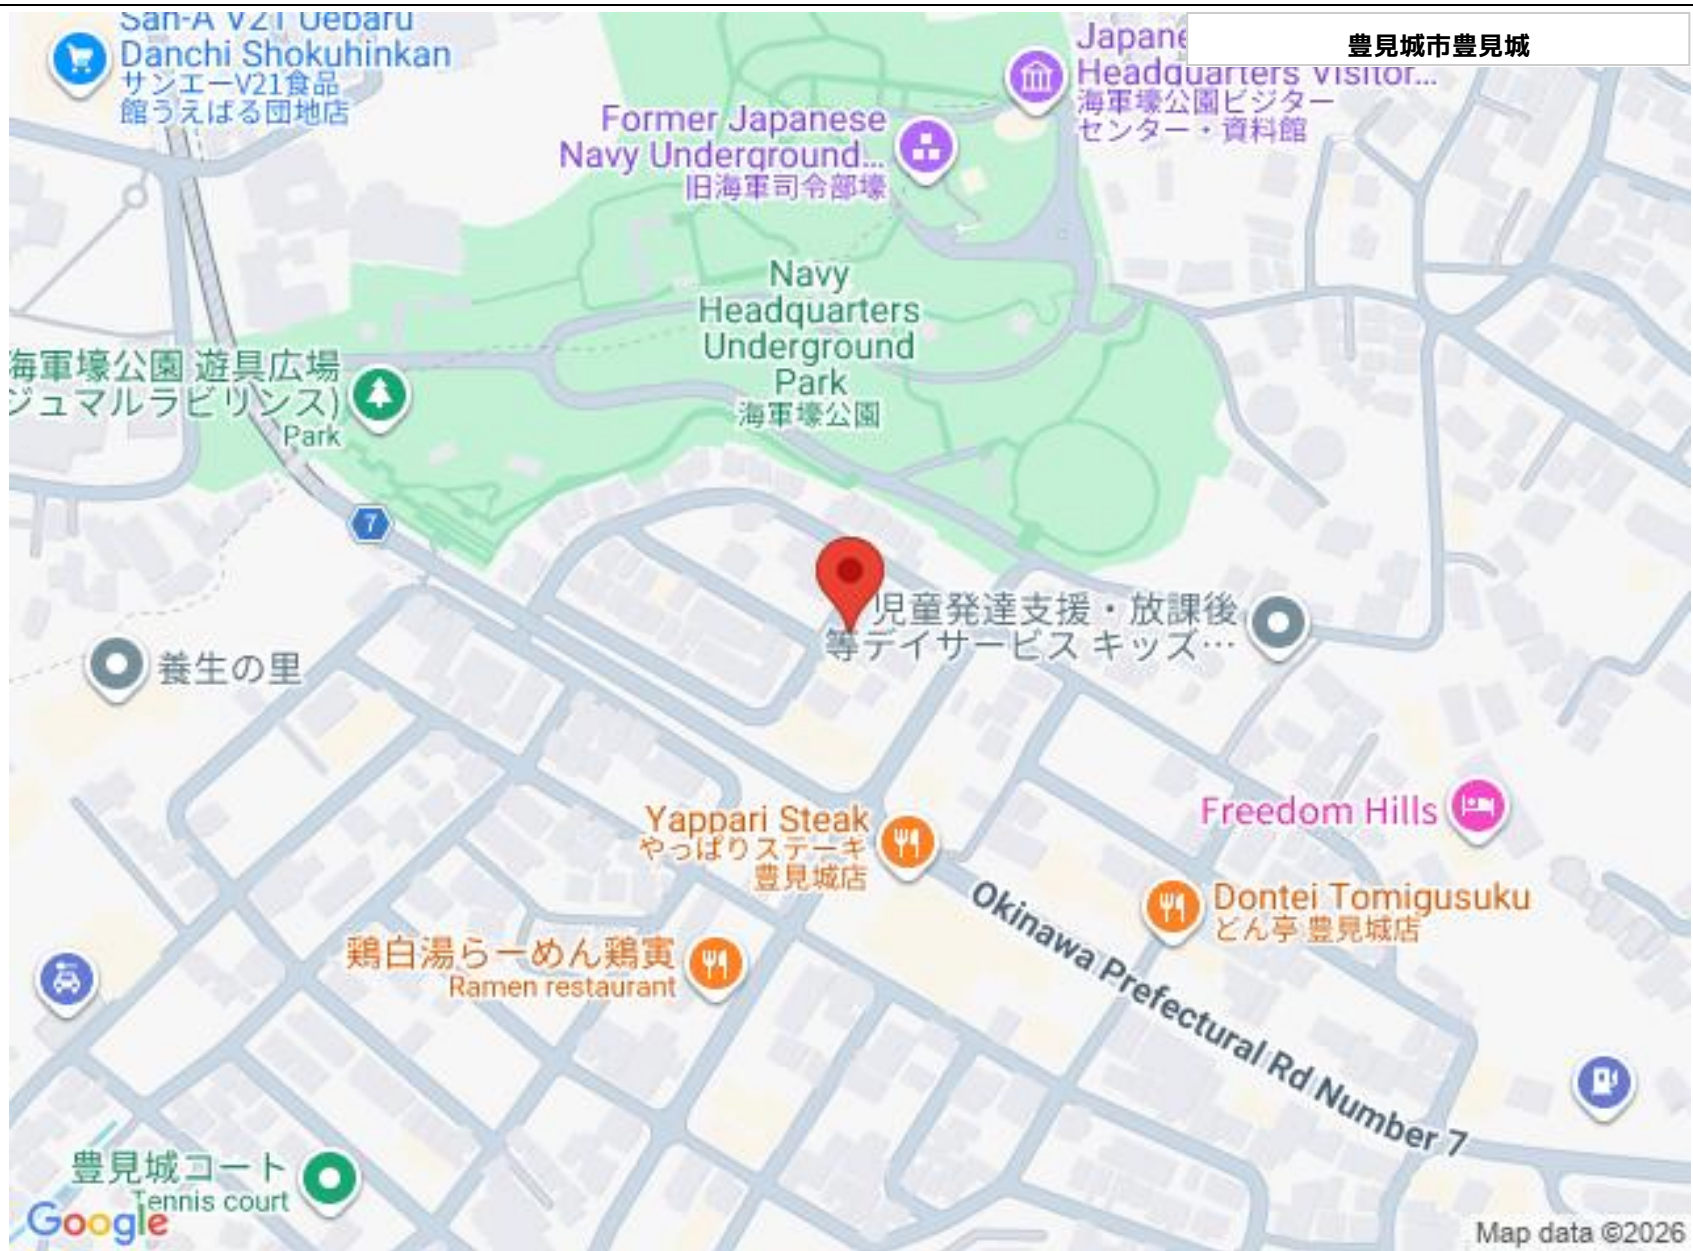 San-A V21 Uebaru
Danchi Shokuhinkan
サンエーV21食品
館うえばる団地店
豊見城市豊見城
Japane
Headquarters Visitor...
海軍壕公園ビジター
センター・資料館
Former Japanese
Navy Underground...
旧海軍司令部壕
Navy
Headquarters
Underground
Park
海軍壕公園
海軍壕公園 遊具広場
ジュマルラビリンス)
Park
7
児童発達支援・放課後
等デイサービス キッズ…
養生の里
Yappari Steak
やっぱりステーキ
豊見城店
Freedom Hills
Dontei Tomigusuku
どん亭 豊見城店
Okinawa Prefectural Rd Number 7
鶏白湯らーめん鶏寅
Ramen restaurant
豊見城コート
Tennis court
Google
Map data ©2026